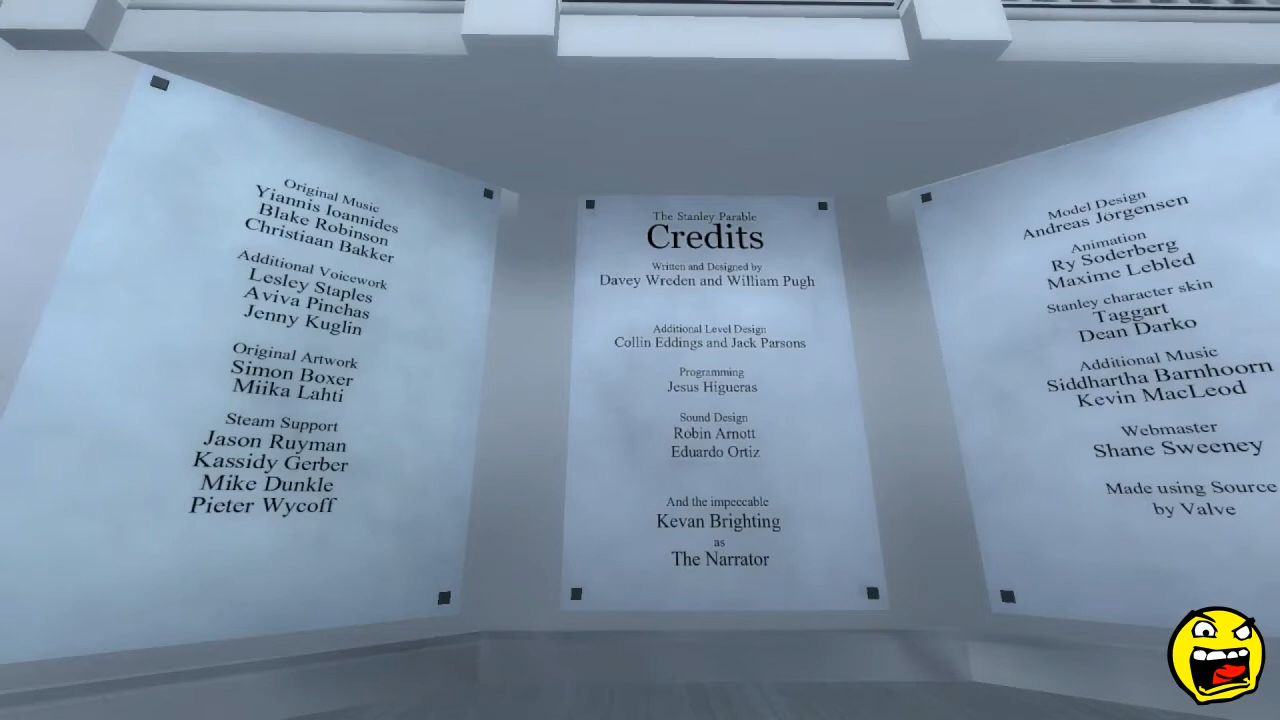 Original Music
Yiannis Ioannides
Blake Robinson
Christiaan Bakker
Additional Voicework
Lesley Staples
Aviva Pinchas
Jenny Kuglin
Original Artwork
Simon Boxer
Miika Lahti
Steam Support
Jason Ruyman
Kassidy Gerber
Mike Dunkle
Pieter Wycoff
The Stanley Parable
Credits
Written and Designed by
Davey Wreden and William Pugh
Additional Level Design
Collin Eddings and Jack Parsons
Programming
Jesus Higueras
Sound Design
Robin Arnott
Eduardo Ortiz
And the impeccable
Kevan Brighting
as
The Narrator
Model Design
Andreas Jörgensen
Animation
Ry Soderberg
Maxime Lebled
Stanley character skin
Taggart
Dean Darko
Additional Music
Siddhartha Barnhoorn
Kevin MacLeod
Webmaster
Shane Sweeney
Made using Source
by Valve